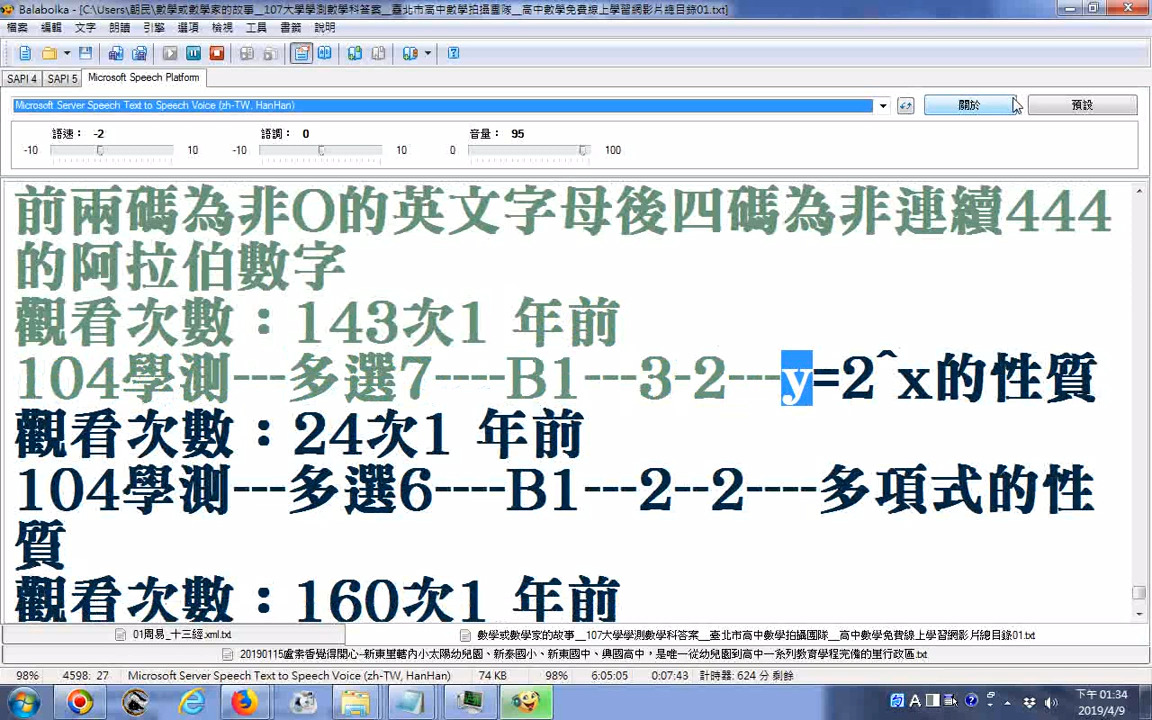 Balabolka - [C:\Users\朝民\數學或數學家的故事__107大學學測數學科答案__臺北市高中數學拍攝團隊__高中數學免費線上學習網影片總目錄01.txt]
檔案 編輯 文字 朗讀 引擎 選項 檢視 工具 書籤 說明
SAPI 4 SAPI 5 Microsoft Speech Platform
Microsoft Server Speech Text to Speech Voice (zh-TW, HanHan) 關於 預設
語速： -2 語調： 0 音量： 95
-10 10 -10 10 0 100
前兩碼為非O的英文字母後四碼為非連續444
的阿拉伯數字
觀看次數：143次1 年前
104學測---多選7----B1---3-2---y=2^x的性質
觀看次數：24次1 年前
104學測---多選6----B1---2--2----多項式的性
質
觀看次數：160次1 年前
01周易_十三經.xml.txt 數學或數學家的故事__107大學學測數學科答案__臺北市高中數學拍攝團隊__高中數學免費線上學習網影片總目錄01.txt
20190115盧素香覺得開心-新東里轄內小太陽幼兒園、新泰國小、新東國中、典國高中，是唯一從幼兒園到高中一系列教育學程完備的里行政區.txt
98% 4598: 27 Microsoft Server Speech Text to Speech Voice (zh-TW, HanHan) 74 KB 98% 6:05:05 0:07:43 計時器: 624 分 剩餘
A 下午 01:34
2019/4/9